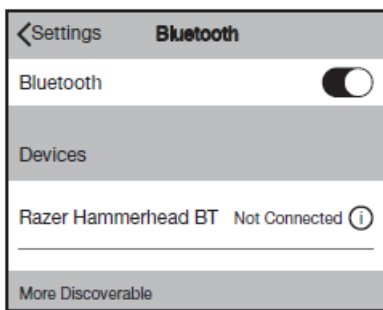 Settings Bluetooth
Bluetooth
Devices
Razer Hammerhead BT Not Connected i
More Discoverable